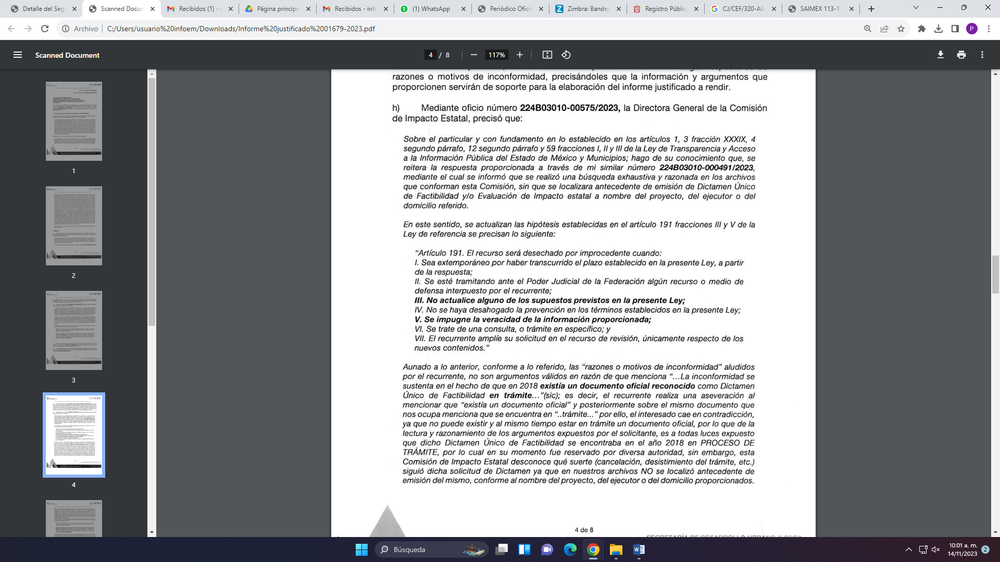 Detalle del Seg
Scanned Docun
Recibidos (1) -
Página principa
Recibidos - info
(1) WhatsApp
Periódico Oficia
Zimbra: Bandej
Registro Públic
CJ/CEF/320-AG
SAIMEX 113-1
Archivo
C:/Users/usuario%20infoem/Downloads/Informe%20justificado%2001679-2023.pdf
P
Scanned Document
4 / 8
117%
1
2
3
4
razones o motivos de inconformidad, precisándoles que la información y argumentos que
proporcionen servirán de soporte para la elaboración del informe justificado a rendir.
h) Mediante oficio número 224B03010-00575/2023, la Directora General de la Comisión
de Impacto Estatal, precisó que:
Sobre el particular y con fundamento en lo establecido en los artículos 1, 3 fracción XXXIX, 4
segundo párrafo, 12 segundo párrafo y 59 fracciones I, II y III de la Ley de Transparencia y Acceso
a la Información Pública del Estado de México y Municipios; hago de su conocimiento que, se
reitera la respuesta proporcionada a través de mi similar número 224B03010-000491/2023,
mediante el cual se informó que se realizó una búsqueda exhaustiva y razonada en los archivos
que conforman esta Comisión, sin que se localizara antecedente de emisión de Dictamen Único
de Factibilidad y/o Evaluación de Impacto estatal a nombre del proyecto, del ejecutor o del
domicilio referido.
En este sentido, se actualizan las hipótesis establecidas en el artículo 191 fracciones III y V de la
Ley de referencia se precisan lo siguiente:
“Artículo 191. El recurso será desechado por improcedente cuando:
I. Sea extemporáneo por haber transcurrido el plazo establecido en la presente Ley, a partir
de la respuesta;
II. Se esté tramitando ante el Poder Judicial de la Federación algún recurso o medio de
defensa interpuesto por el recurrente;
III. No actualice alguno de los supuestos previstos en la presente Ley;
IV. No se haya desahogado la prevención en los términos establecidos en la presente Ley;
V. Se impugne la veracidad de la información proporcionada;
VI. Se trate de una consulta, o trámite en específico; y
VII. El recurrente amplíe su solicitud en el recurso de revisión, únicamente respecto de los
nuevos contenidos.”
Aunado a lo anterior, conforme a lo referido, las “razones o motivos de inconformidad” aludidos
por el recurrente, no son argumentos válidos en razón de que menciona “…La inconformidad se
sustenta en el hecho de que en 2018 existía un documento oficial reconocido como Dictamen
Único de Factibilidad en trámite…”(sic); es decir, el recurrente realiza una aseveración al
mencionar que “existía un documento oficial” y posteriormente sobre el mismo documento que
nos ocupa menciona que se encuentra en “..trámite...” por ello, el interesado cae en contradicción,
ya que no puede existir y al mismo tiempo estar en trámite un documento oficial, por lo que de la
lectura y razonamiento de los argumentos expuestos por el solicitante, es a todas luces expuesto
que dicho Dictamen Único de Factibilidad se encontraba en el año 2018 en PROCESO DE
TRÁMITE, por lo cual en su momento fue reservado por diversa autoridad, sin embargo, esta
Comisión de Impacto Estatal desconoce qué suerte (cancelación, desistimiento del trámite, etc.)
siguió dicha solicitud de Dictamen ya que en nuestros archivos NO se localizó antecedente de
emisión del mismo, conforme al nombre del proyecto, del ejecutor o del domicilio proporcionados.
4 de 8
SECRETARÍA DE DESARROLLO URBANO Y OBRA
Búsqueda
10:01 a. m.
14/11/2023
2